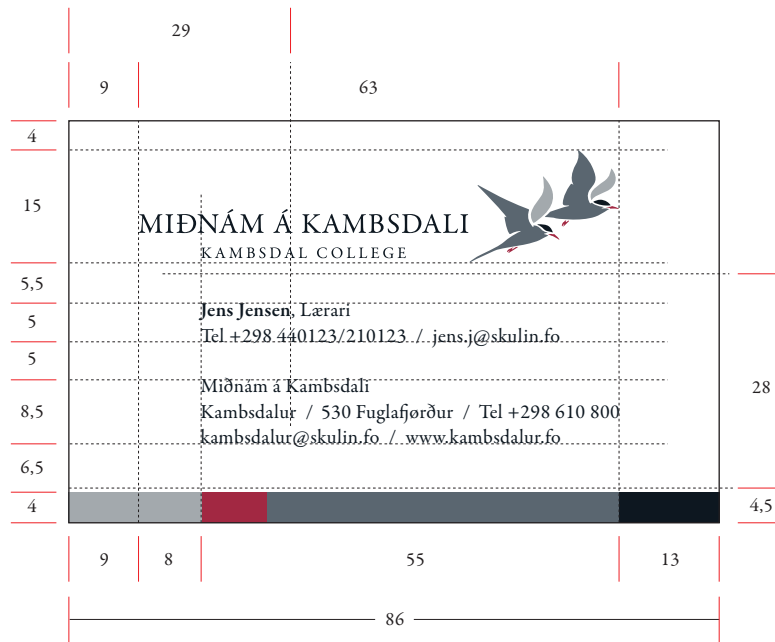 29
9 63
4
15
MIÐNÁM Á KAMBSDALI
KAMBSDAL COLLEGE
5,5
5
Jens Jensen, Lærari
Tel +298 440123/210123 / jens.j@skulin.fo
5
28
8,5
Miðnám á Kambsdali
Kambsdalur / 530 Fuglafjørður / Tel +298 610 800
kambsdalur@skulin.fo / www.kambsdalur.fo
6,5
4
4,5
9 8 55 13
86